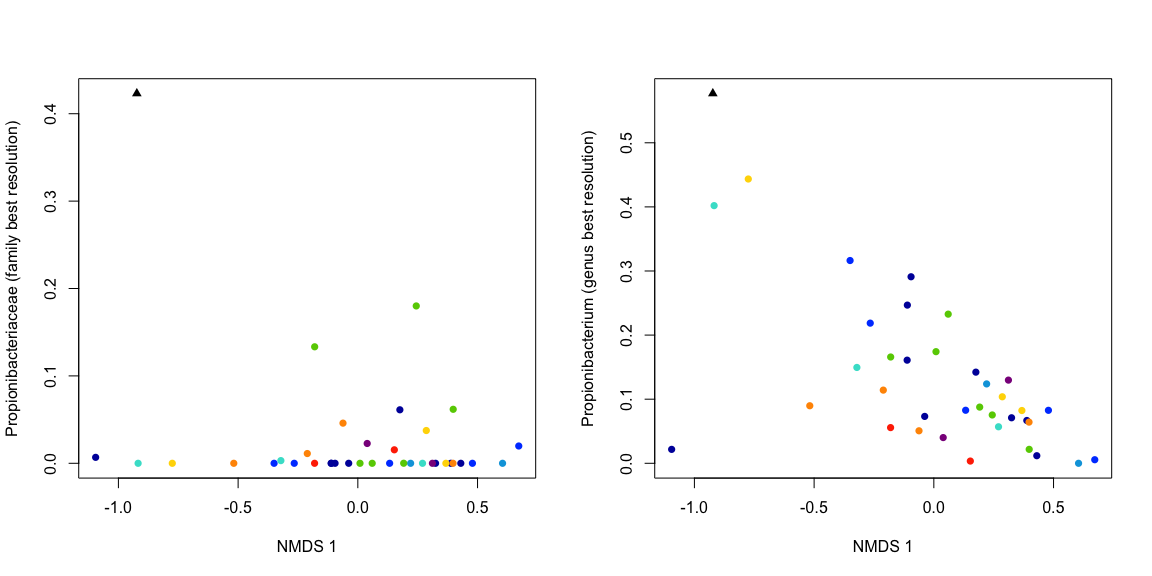 Propionibacteriaceae (family best resolution)
0.4
0.3
0.2
0.1
0.0
-1.0 -0.5 0.0 0.5
NMDS 1
Propionibacterium (genus best resolution)
0.5
0.4
0.3
0.2
0.1
0.0
-1.0 -0.5 0.0 0.5
NMDS 1